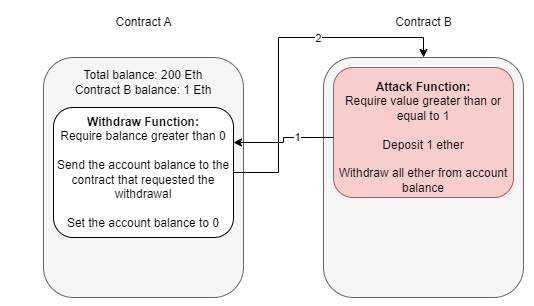 Contract A
Contract B
2
Total balance: 200 Eth
Contract B balance: 1 Eth
Withdraw Function:
Require balance greater than 0
Send the account balance to the
contract that requested the
withdrawal
Set the account balance to 0
1
Attack Function:
Require value greater than or
equal to 1
Deposit 1 ether
Withdraw all ether from account
balance